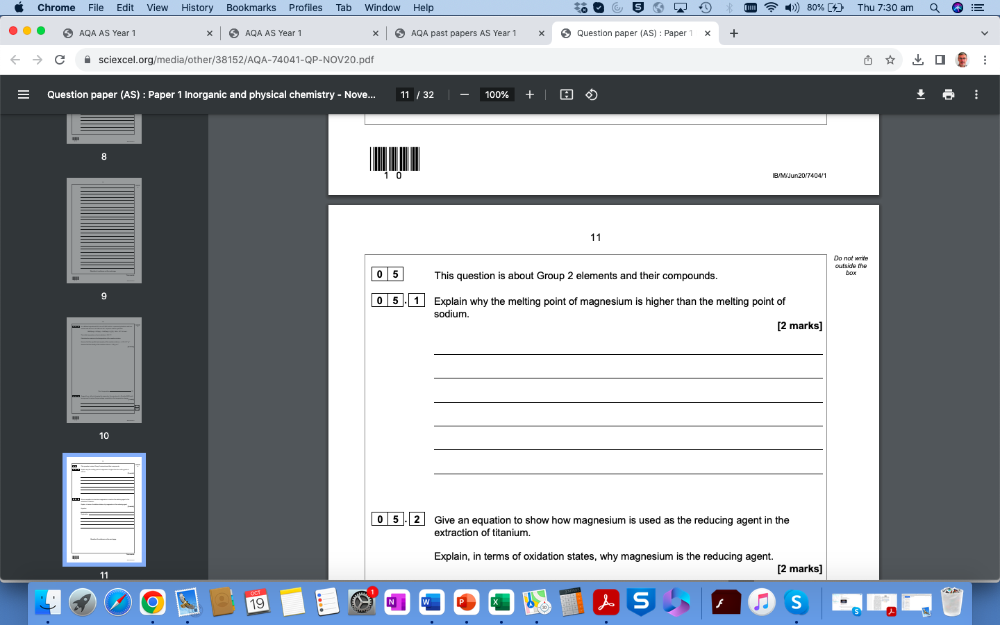 Chrome File Edit View History Bookmarks Profiles Tab Window Help 80% Thu 7:30 am
AQA AS Year 1 AQA AS Year 1 AQA past papers AS Year 1 Question paper (AS) : Paper 1
sciexcel.org/media/other/38152/AQA-74041-QP-NOV20.pdf
Question paper (AS) : Paper 1 Inorganic and physical chemistry - Nove... 11 / 32 100%
8
9
10
11
1 0
IB/M/Jun20/7404/1
11
Do not write
outside the
box
0 5 This question is about Group 2 elements and their compounds.
0 5 . 1 Explain why the melting point of magnesium is higher than the melting point of
sodium.
[2 marks]
0 5 . 2 Give an equation to show how magnesium is used as the reducing agent in the
extraction of titanium.
Explain, in terms of oxidation states, why magnesium is the reducing agent.
[2 marks]
OCT
19
1
N
W
P
X
3D
S
f
S
S